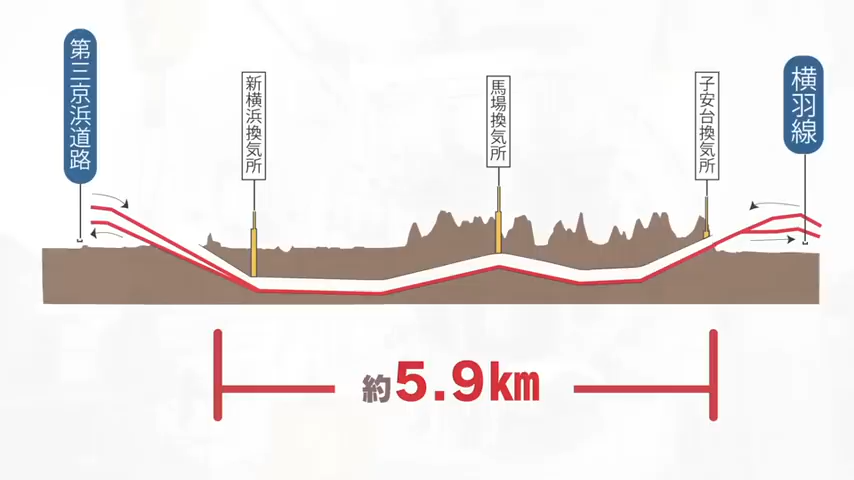 第三京浜道路
新横浜換気所
馬場換気所
子安台換気所
横羽線
約5.9km